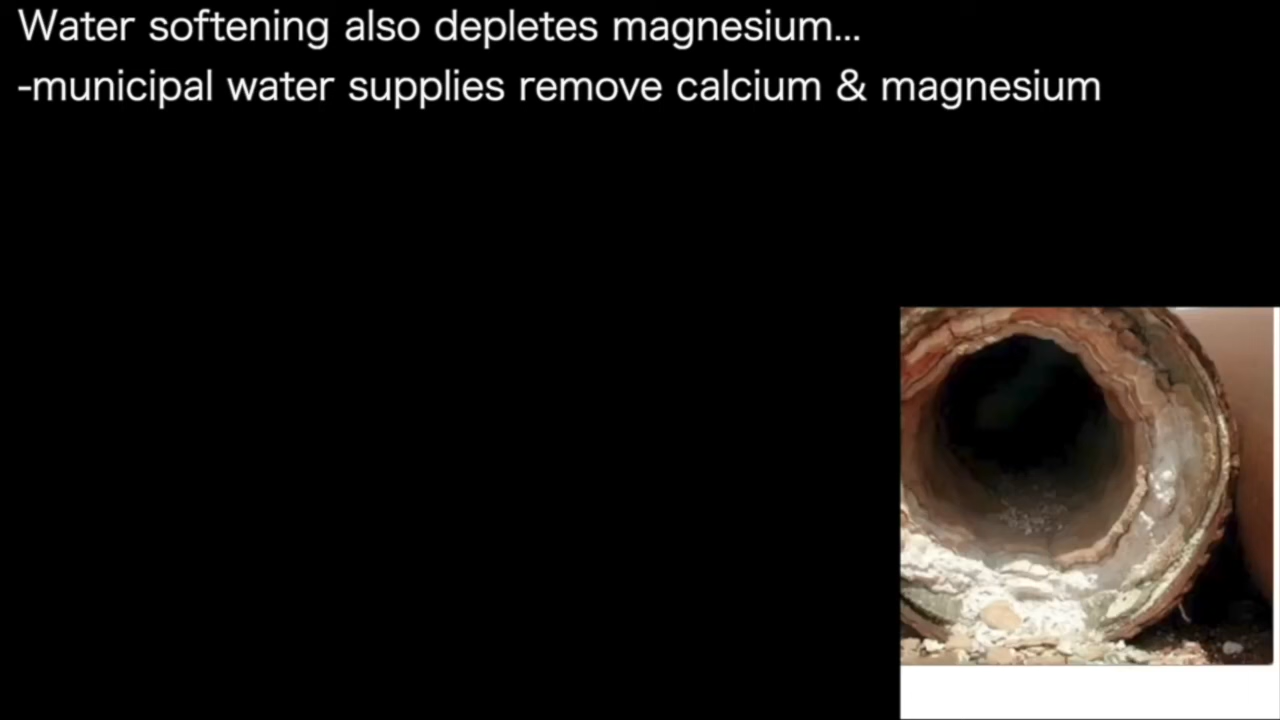 Water softening also depletes magnesium...
-municipal water supplies remove calcium & magnesium